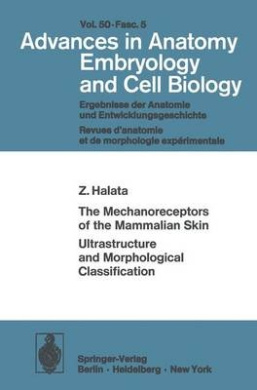 Vol. 50·Fasc. 5
Advances in Anatomy
Embryology
and Cell Biology
Ergebnisse der Anatomie
und Entwicklungsgeschichte
Revues d'anatomie
et de morphologie expérimentale
Z. Halata
The Mechanoreceptors
of the Mammalian Skin
Ultrastructure
and Morphological
Classification
Springer-Verlag
Berlin · Heidelberg · New York